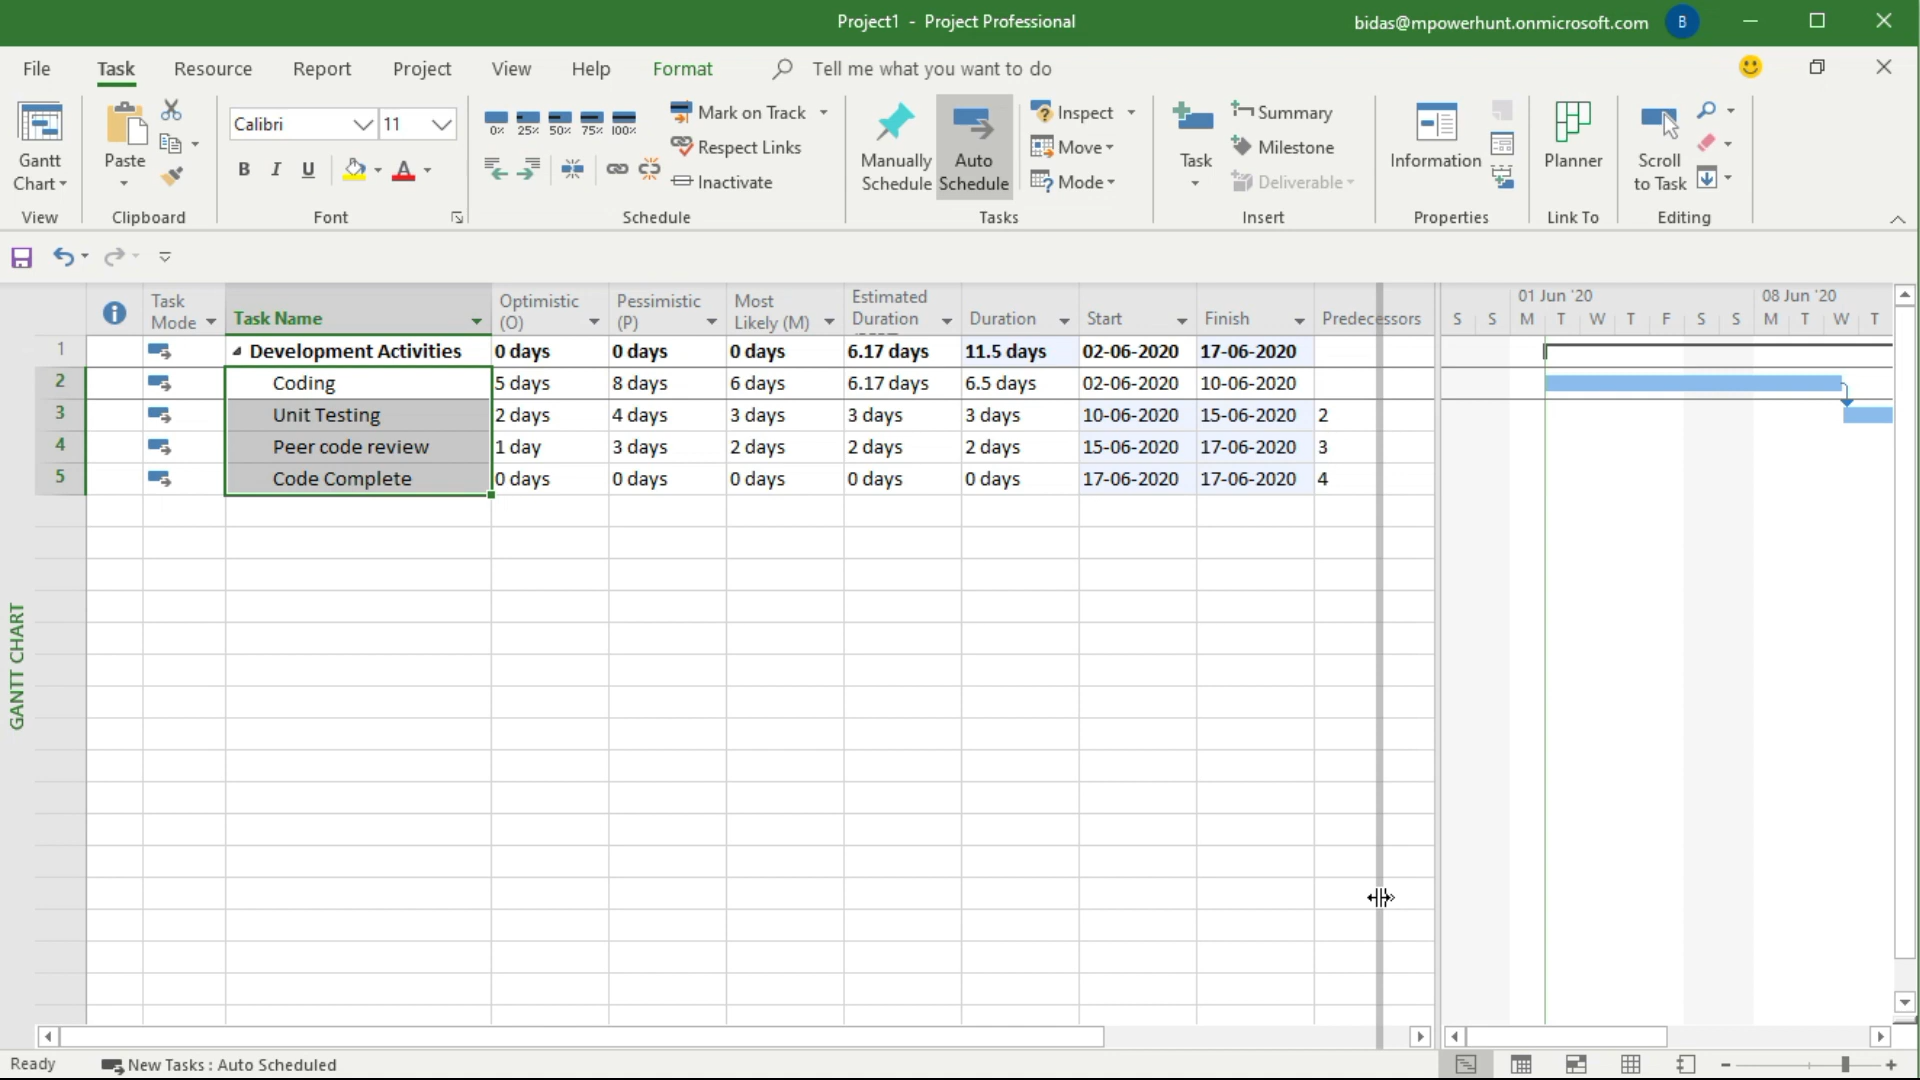 Project1 - Project Professional
bidas@mpowerhunt.onmicrosoft.com
B
File Task Resource Report Project View Help Format Tell me what you want to do
Gantt Chart
View
Paste
Clipboard
Calibri 11
B I U A
Font
0% 25% 50% 75% 100%
Mark on Track
Respect Links
Inactivate
Schedule
Manually Schedule
Auto Schedule
Inspect
Move
Mode
Tasks
Task
Summary
Milestone
Deliverable
Insert
Information
Properties
Planner
Link To
Scroll to Task
Editing
Task Mode Task Name Optimistic (O) Pessimistic (P) Most Likely (M) Estimated Duration Duration Start Finish Predecessors
1 Development Activities 0 days 0 days 0 days 6.17 days 11.5 days 02-06-2020 17-06-2020
2 Coding 5 days 8 days 6 days 6.17 days 6.5 days 02-06-2020 10-06-2020
3 Unit Testing 2 days 4 days 3 days 3 days 3 days 10-06-2020 15-06-2020 2
4 Peer code review 1 day 3 days 2 days 2 days 2 days 15-06-2020 17-06-2020 3
5 Code Complete 0 days 0 days 0 days 0 days 0 days 17-06-2020 17-06-2020 4
01 Jun '20 08 Jun '20
S S M T W T F S S M T W T
GANTT CHART
Ready New Tasks : Auto Scheduled